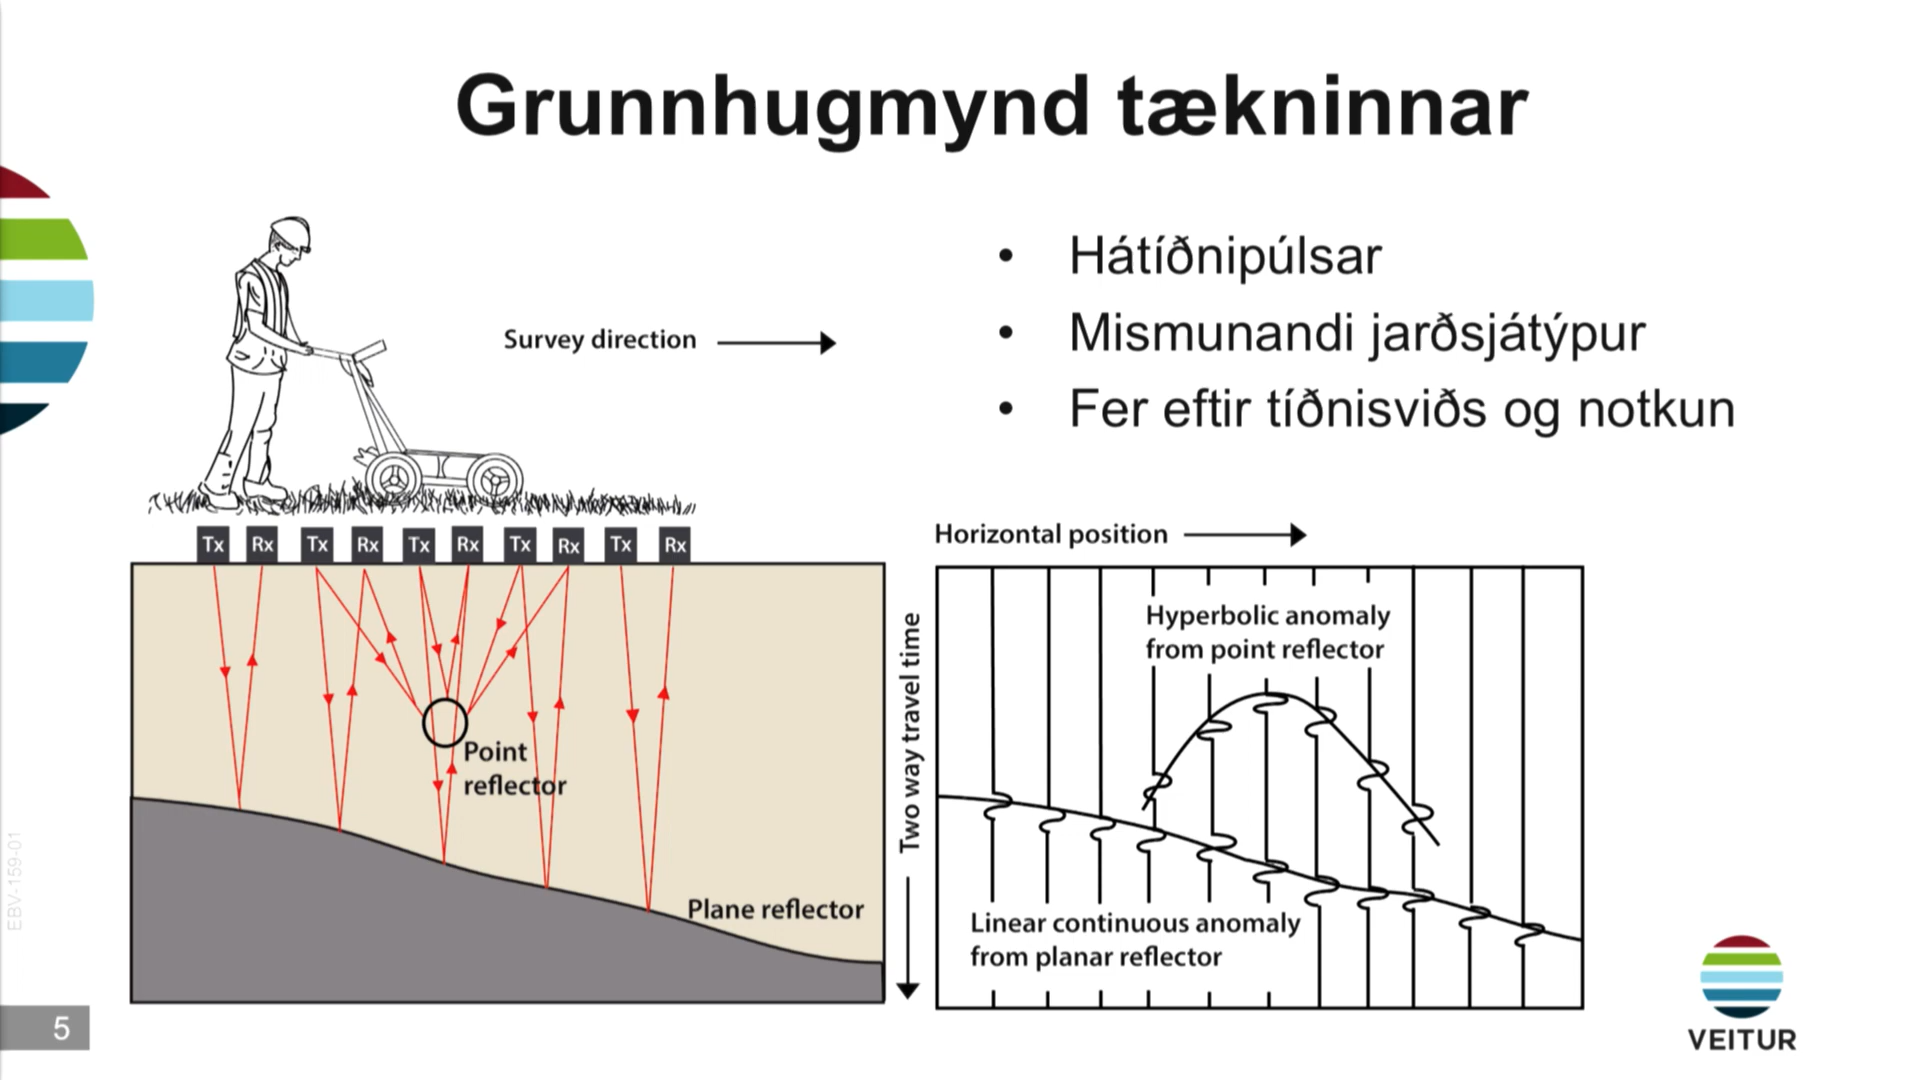 Grunnhugmynd tækninnar
• Hátíðnipúlsar
• Mismunandi jarðsjátýpur
• Fer eftir tíðnisviðs og notkun
Survey direction
Tx Rx Tx Rx Tx Rx Tx Rx Tx Rx
Point
reflector
Plane reflector
Horizontal position
Two way travel time
Hyperbolic anomaly
from point reflector
Linear continuous anomaly
from planar reflector
EBV-159-01
5
VEITUR